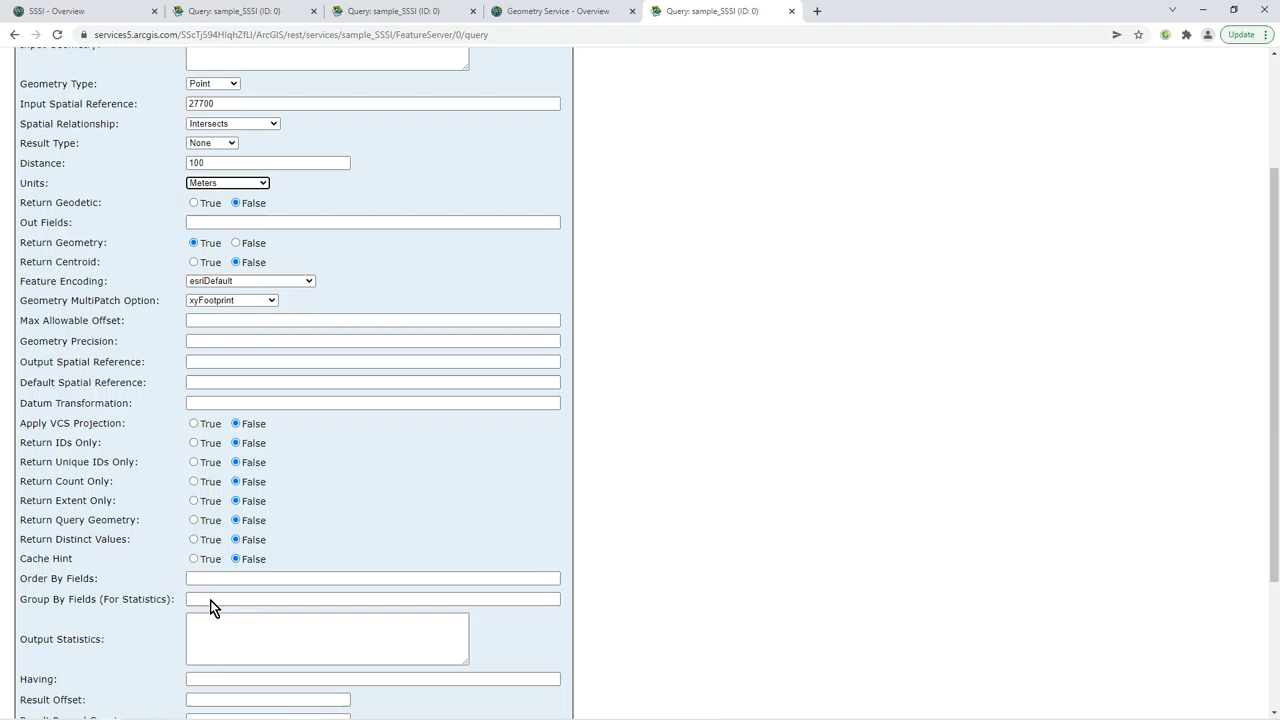 SSSI - Overview
Query: sample_SSSI (ID: 0)
Query: sample_SSSI (ID: 0)
Geometry Service - Overview
Query: sample_SSSI (ID: 0)
services5.arcgis.com/SScTj594HIqhZfLI/ArcGIS/rest/services/sample_SSSI/FeatureServer/0/query
Update
Geometry Type: Point
Input Spatial Reference: 27700
Spatial Relationship: Intersects
Result Type: None
Distance: 100
Units: Meters
Return Geodetic: True False
Out Fields:
Return Geometry: True False
Return Centroid: True False
Feature Encoding: esriDefault
Geometry MultiPatch Option: xyFootprint
Max Allowable Offset:
Geometry Precision:
Output Spatial Reference:
Default Spatial Reference:
Datum Transformation:
Apply VCS Projection: True False
Return IDs Only: True False
Return Unique IDs Only: True False
Return Count Only: True False
Return Extent Only: True False
Return Query Geometry: True False
Return Distinct Values: True False
Cache Hint True False
Order By Fields:
Group By Fields (For Statistics):
Output Statistics:
Having:
Result Offset: